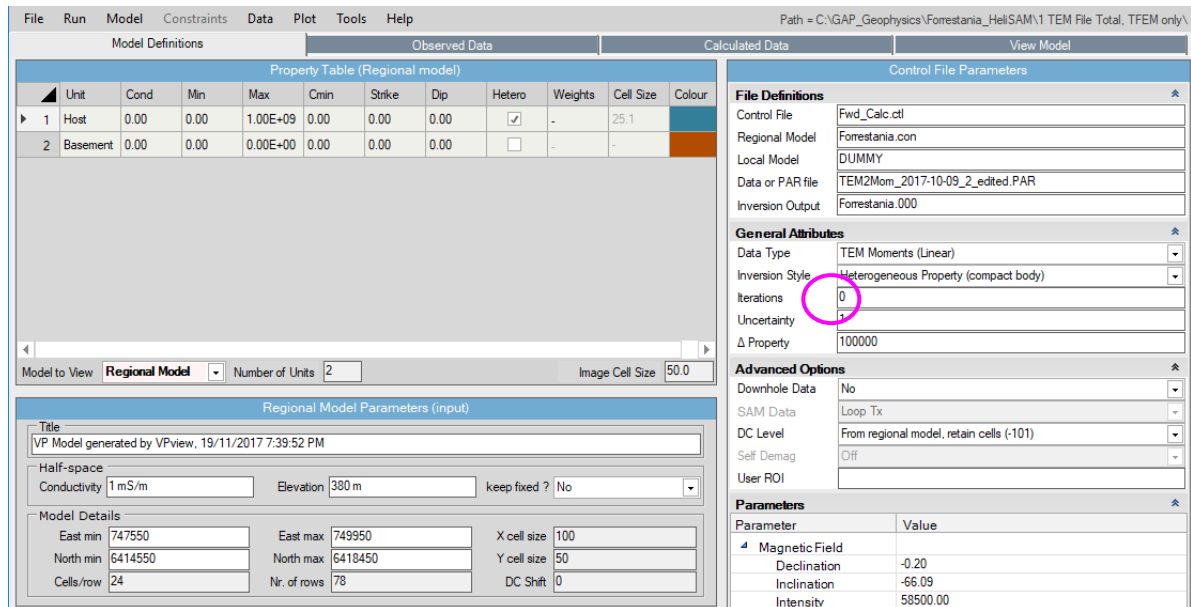 File Run Model Constraints Data Plot Tools Help Path = C:\GAP_Geophysics\Forrestania_HeliSAM\1 TEM File Total, TFEM only\
Model Definitions Observed Data Calculated Data View Model
Property Table (Regional model)
Unit Cond Min Max Cmin Strike Dip Hetero Weights Cell Size Colour
1 Host 0.00 0.00 1.00E+09 0.00 0.00 0.00 - 25.1
2 Basement 0.00 0.00 0.00E+00 0.00 0.00 0.00 - -
Model to View Regional Model Number of Units 2 Image Cell Size 50.0
Regional Model Parameters (input)
Title
VP Model generated by VPview, 19/11/2017 7:39:52 PM
Half-space
Conductivity 1 mS/m Elevation 380 m keep fixed ? No
Model Details
East min 747550 East max 749950 X cell size 100
North min 6414550 North max 6418450 Y cell size 50
Cells/row 24 Nr. of rows 78 DC Shift 0
Control File Parameters
File Definitions
Control File Fwd_Calc.ctl
Regional Model Forrestania.con
Local Model DUMMY
Data or PAR file TEM2Mom_2017-10-09_2_edited.PAR
Inversion Output Forrestania.000
General Attributes
Data Type TEM Moments (Linear)
Inversion Style Heterogeneous Property (compact body)
Iterations 0
Uncertainty 1
Δ Property 100000
Advanced Options
Downhole Data No
SAM Data Loop Tx
DC Level From regional model, retain cells (-101)
Self Demag Off
User ROI
Parameters
Parameter Value
Magnetic Field
Declination -0.20
Inclination -66.09
Intensity 58500.00